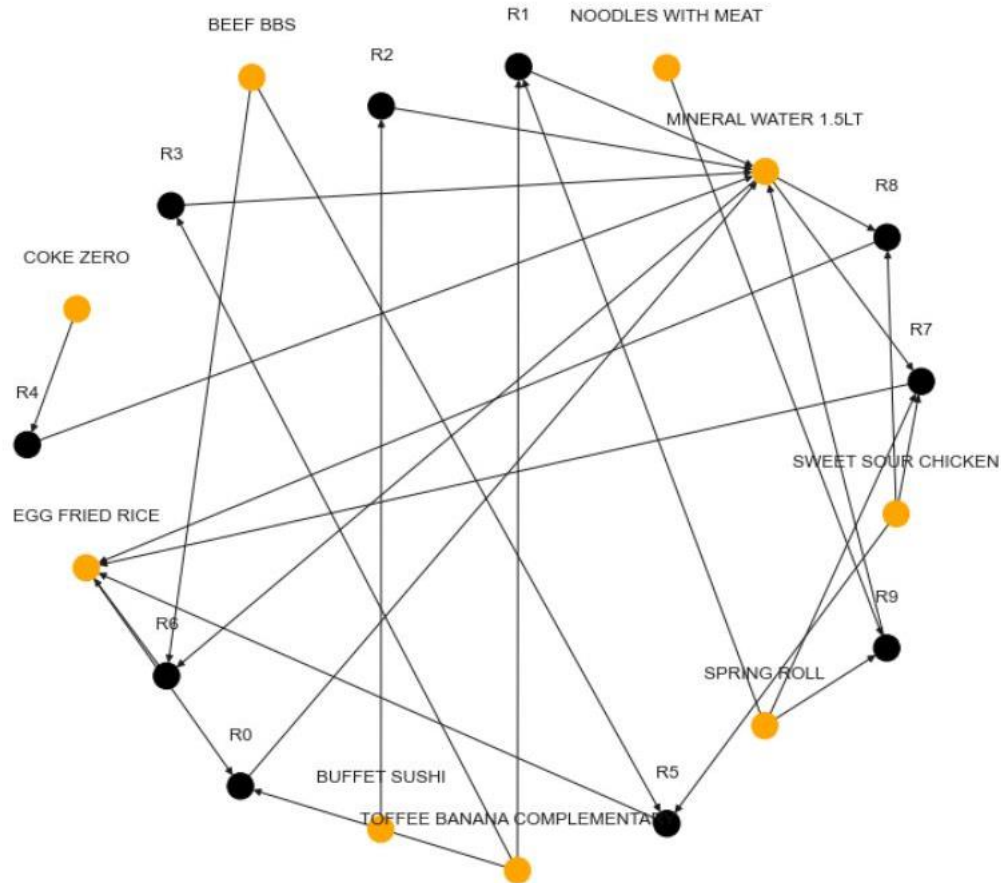 R1
NOODLES WITH MEAT
BEEF BBS
R2
MINERAL WATER 1.5LT
R3
R8
COKE ZERO
R7
R4
SWEET SOUR CHICKEN
EGG FRIED RICE
R9
R6
SPRING ROLL
R0
R5
BUFFET SUSHI
TOFFEE BANANA COMPLEMENTARY